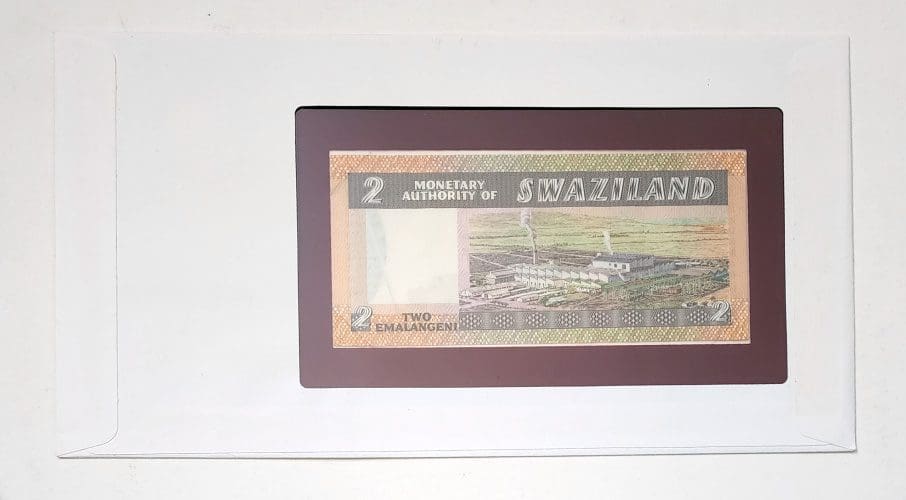 2 MONETARY
AUTHORITY OF SWAZILAND
2 TWO
EMALANGENI
2